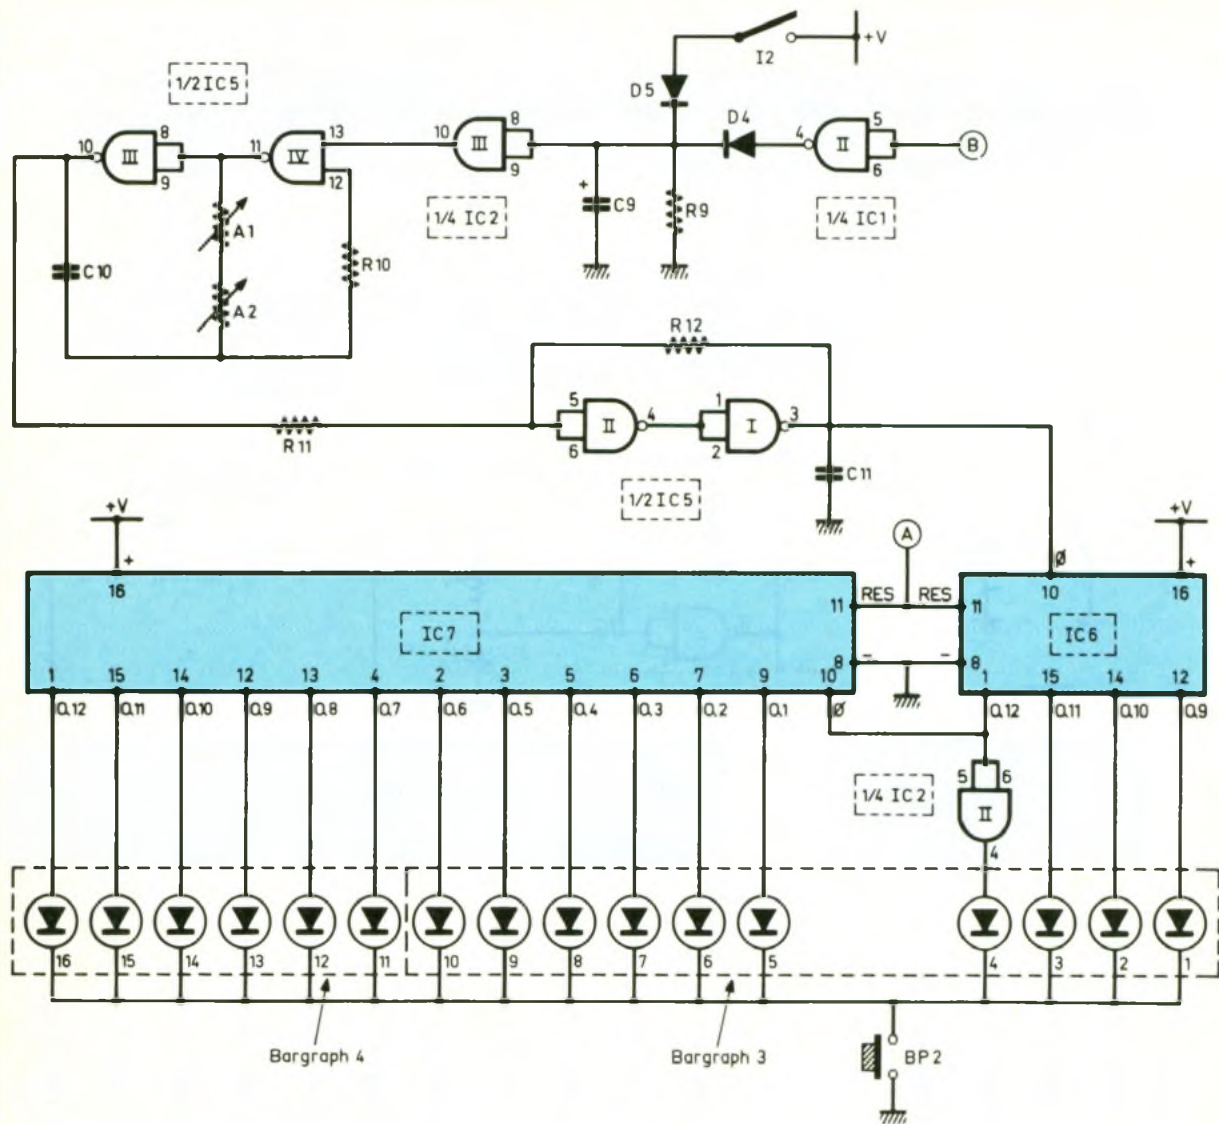 +V
I2
D5
1/2 IC5
10 III 8 9
11 IV 13 12
10 III 8 9
D4
4 II 5 6
B
A1
A2
C10
R10
1/4 IC2
+
C9
R9
1/4 IC1
R12
R11
5 6 II 4
1 2 I 3
C11
1/2 IC5
+V
+
16
A
Ø
+V
+
11 RES RES 11
10
16
IC7
IC6
8 - - 8
1 15 14 12 13 4 2 3 5 6 7 9 10
1 15 14 12
Q12 Q11 Q10 Q9 Q8 Q7 Q6 Q5 Q4 Q3 Q2 Q1 Ø
Q12 Q11 Q10 Q9
1/4 IC2
5 6
II
4
16 15 14 13 12 11 10 9 8 7 6 5 4 3 2 1
Bargraph 4
Bargraph 3
BP2